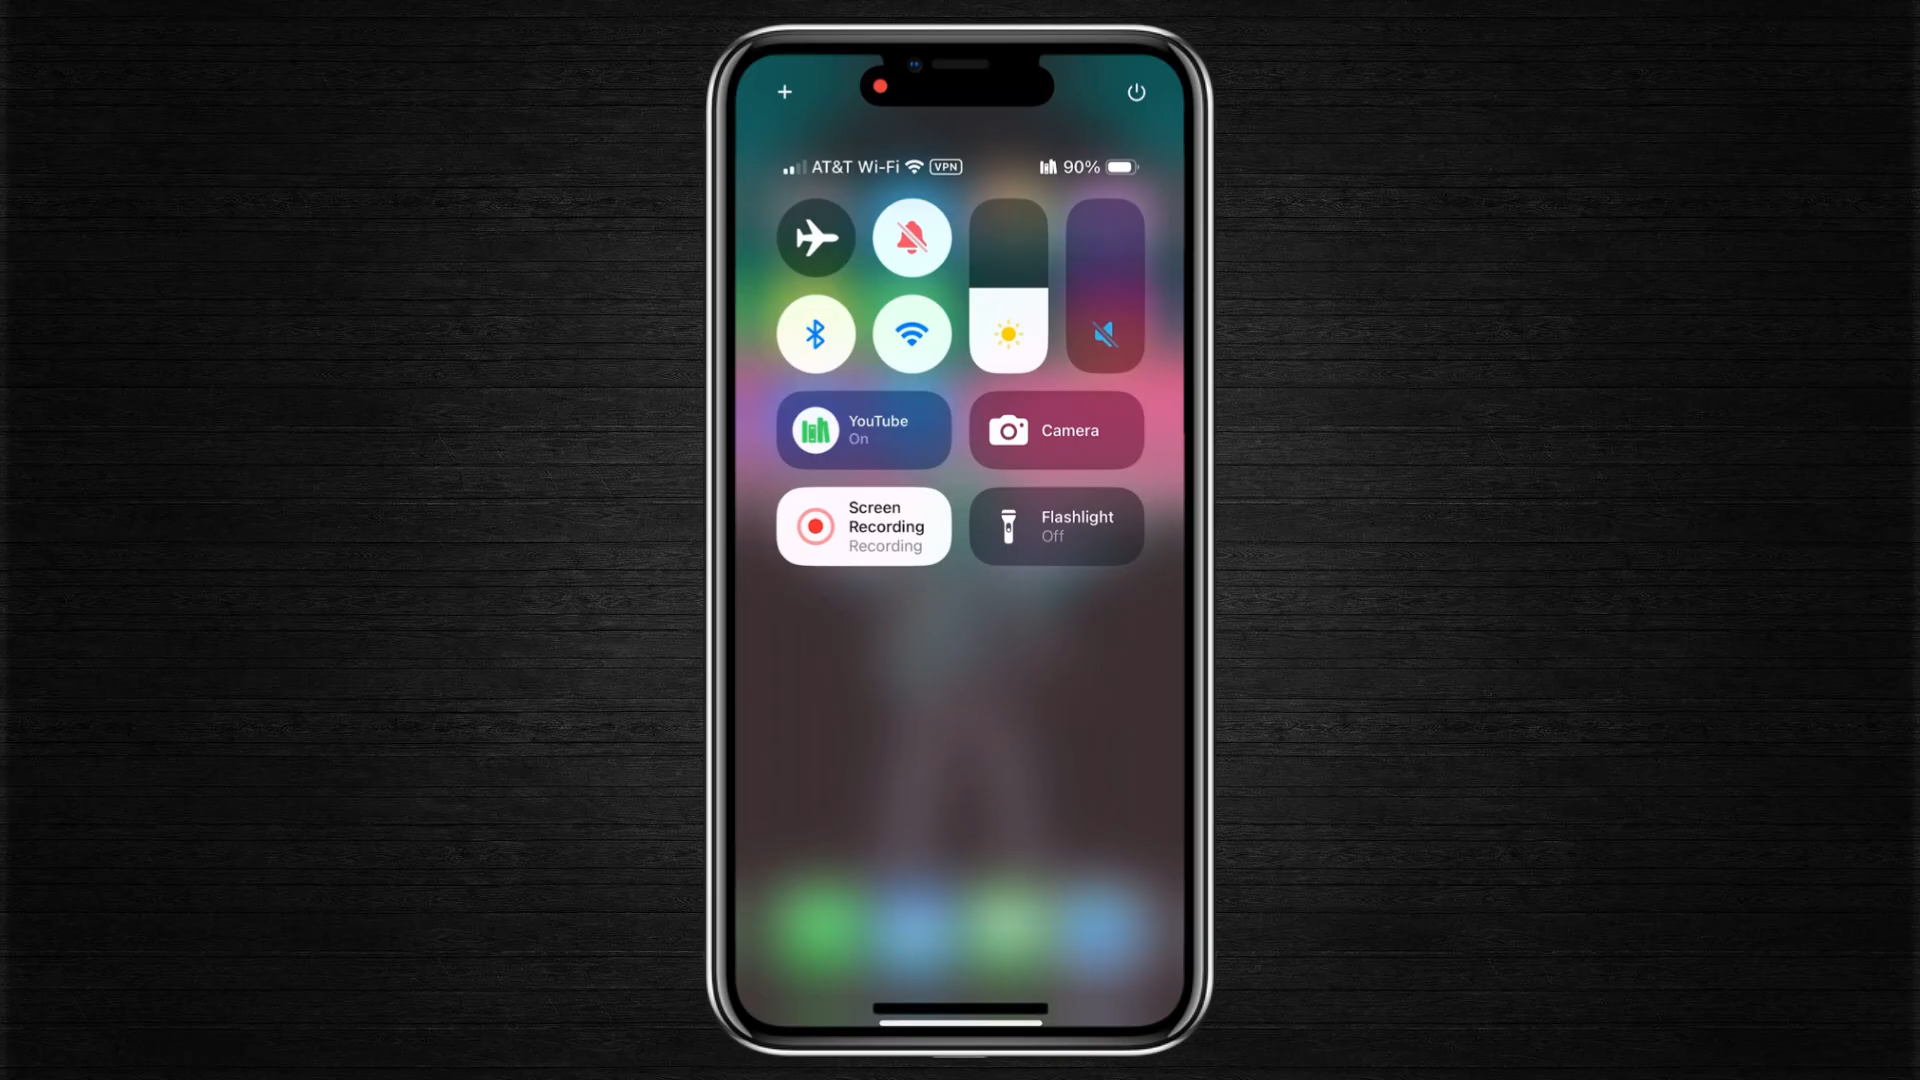 AT&T Wi-Fi VPN 90%
YouTube
On
Camera
Screen
Recording
Recording
Flashlight
Off